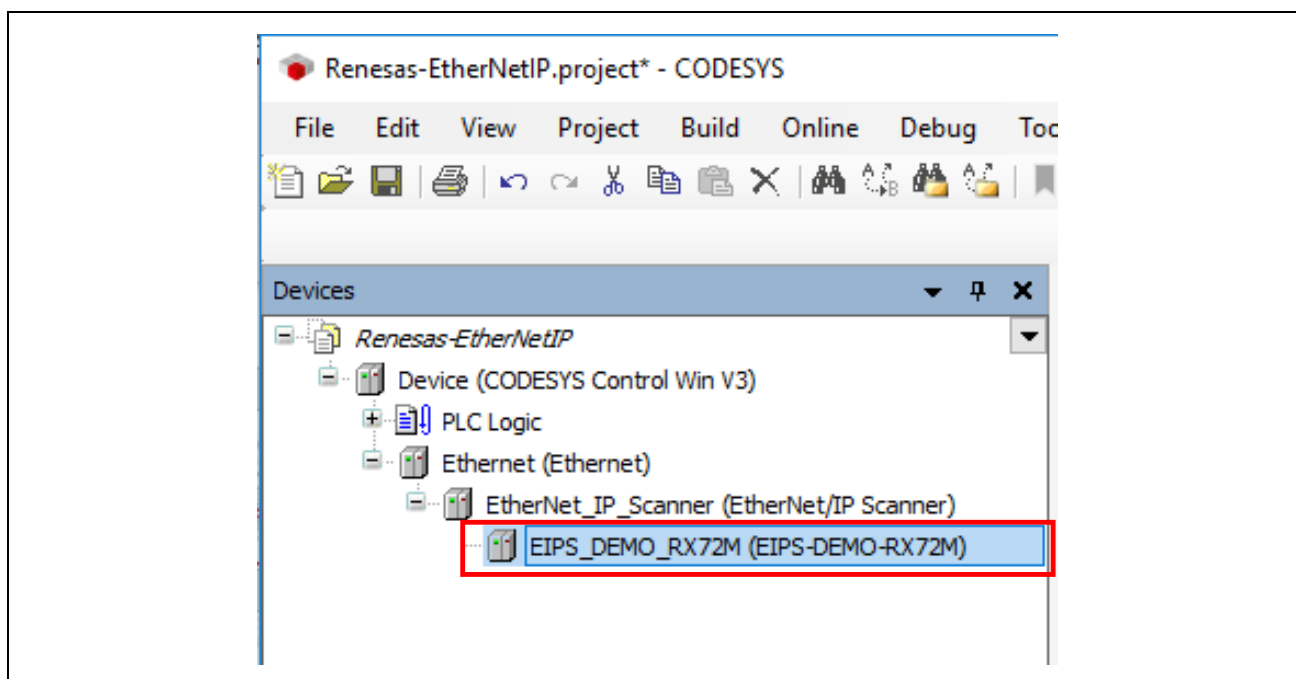 Renesas-EtherNetIP.project* - CODESYS
File Edit View Project Build Online Debug Too
Devices
Renesas-EtherNetIP
Device (CODESYS Control Win V3)
PLC Logic
Ethernet (Ethernet)
EtherNet_IP_Scanner (EtherNet/IP Scanner)
EIPS_DEMO_RX72M (EIPS-DEMO-RX72M)